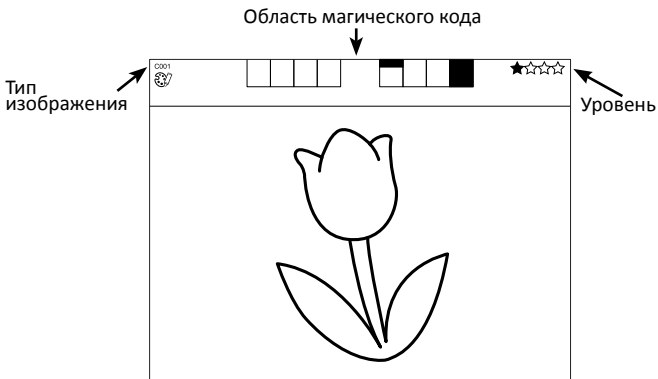 Область магического кода
C001
Тип
изображения
Уровень